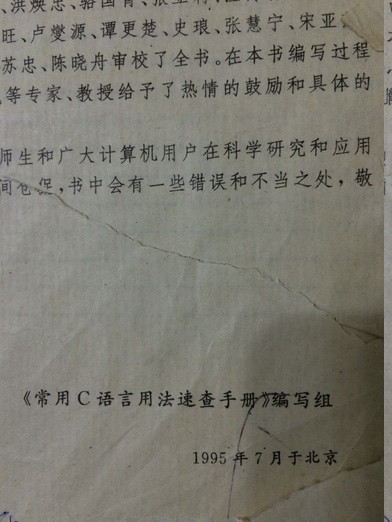 、洪焕忠、骆国
旺、卢燮源、谭更楚、史琅、张慧宁、宋亚
苏忠、陈晓舟审校了全书。在本书编写过程
等专家、教授给予了热情的鼓励和具体的
师生和广大计算机用户在科学研究和应用
间仓促,书中会有一些错误和不当之处,敬
《常用C语言用法速查手册》编写组
1995年7月于北京